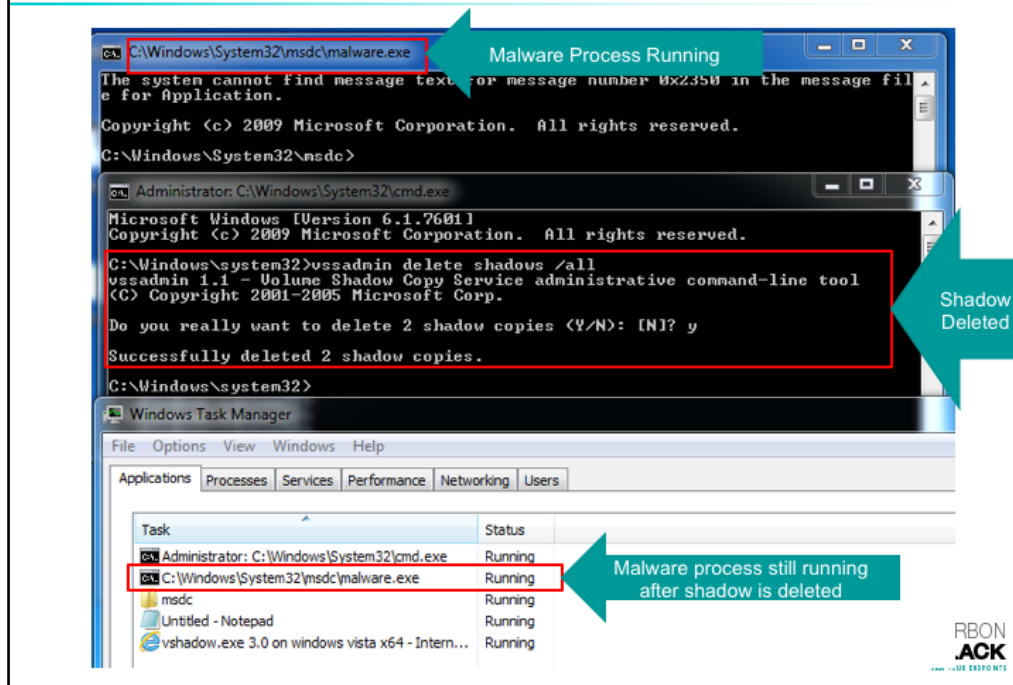 C:\Windows\System32\msdc\malware.exe
Malware Process Running
The system cannot find message text for message number 0x2350 in the message fil
e for Application.
Copyright (c) 2009 Microsoft Corporation.  All rights reserved.
C:\Windows\System32\msdc>
Administrator: C:\Windows\System32\cmd.exe
Microsoft Windows [Version 6.1.7601]
Copyright (c) 2009 Microsoft Corporation.  All rights reserved.
C:\Windows\system32>vssadmin delete shadows /all
vssadmin 1.1 - Volume Shadow Copy Service administrative command-line tool
(C) Copyright 2001-2005 Microsoft Corp.
Do you really want to delete 2 shadow copies (Y/N): [N]? y
Successfully deleted 2 shadow copies.
C:\Windows\system32>
Shadow
Deleted
Windows Task Manager
File Options View Windows Help
Applications Processes Services Performance Networking Users
Task Status
Administrator: C:\Windows\System32\cmd.exe Running
C:\Windows\System32\msdc\malware.exe Running
msdc Running
Untitled - Notepad Running
vshadow.exe 3.0 on windows vista x64 - Intern... Running
Malware process still running
after shadow is deleted
RBON
.ACK